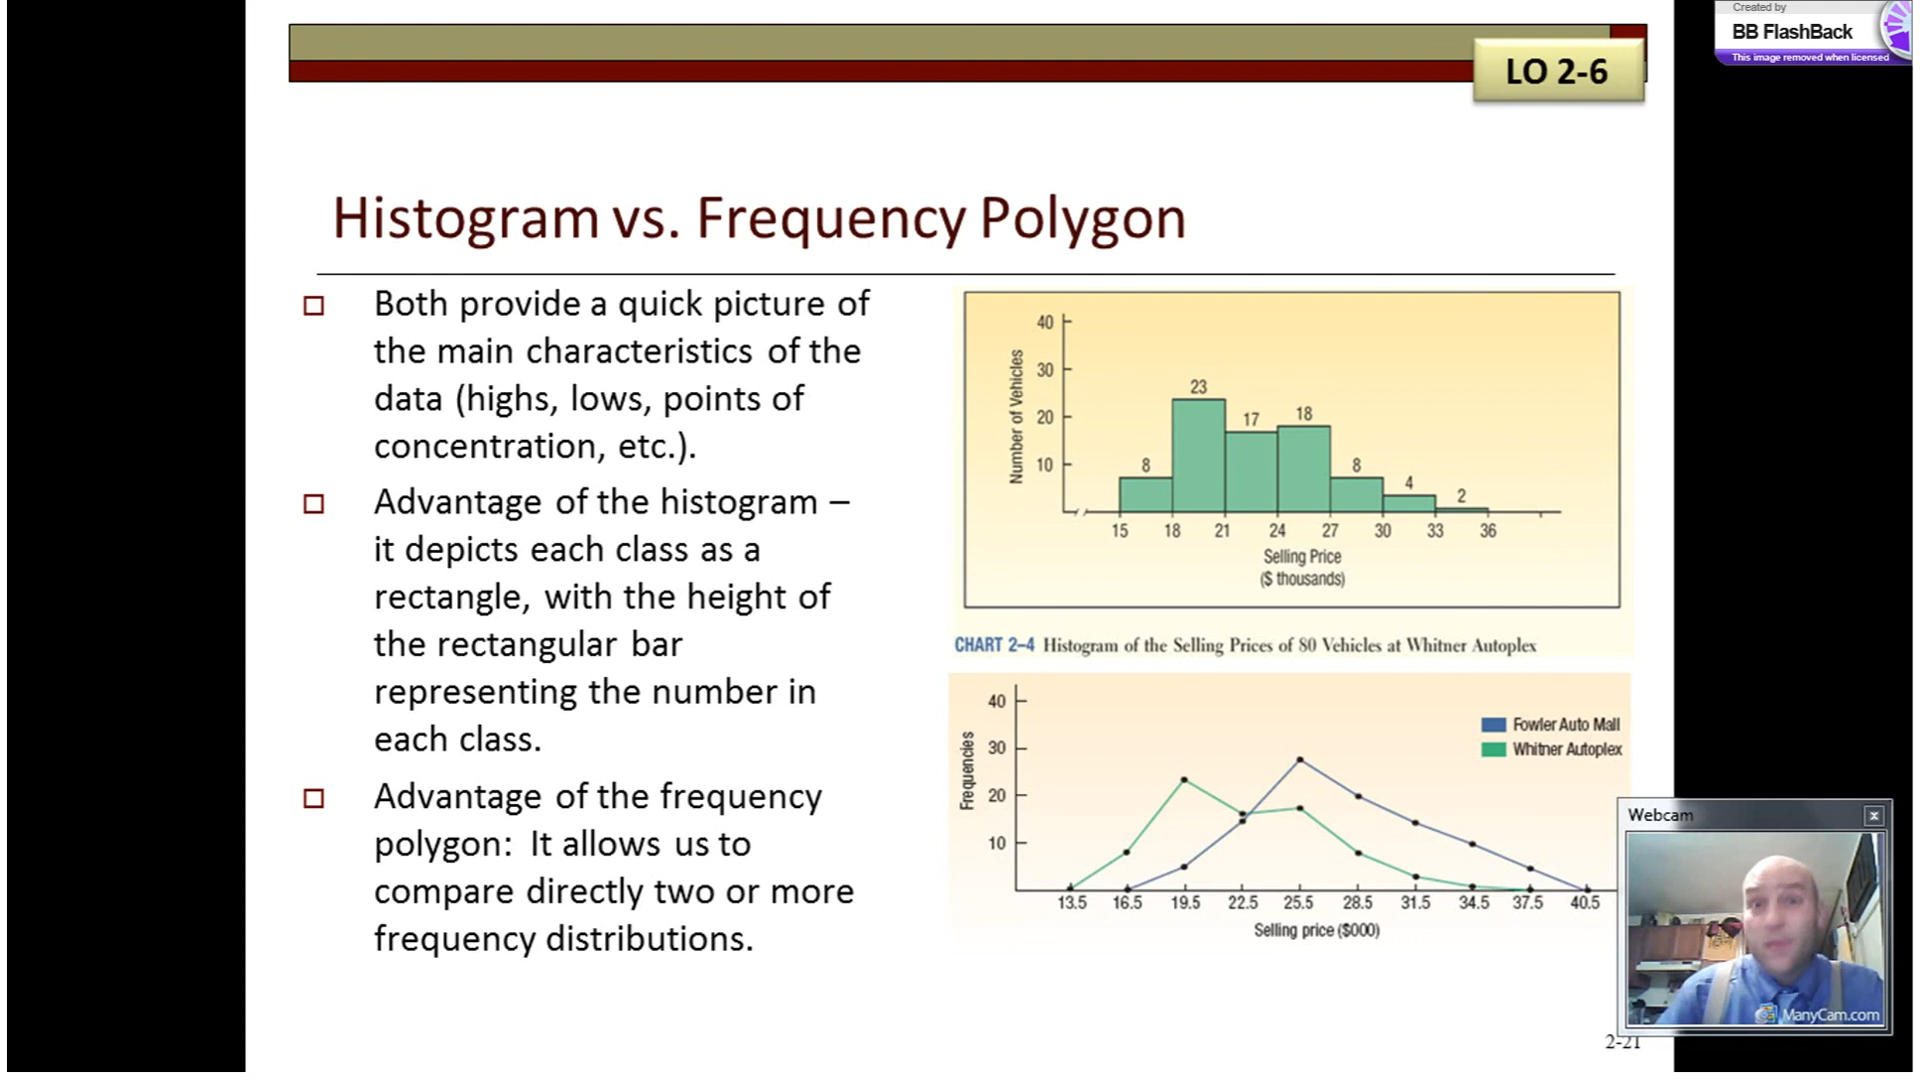 Created by
BB FlashBack
This image removed when licensed
LO 2-6
Histogram vs. Frequency Polygon
Both provide a quick picture of
the main characteristics of the
data (highs, lows, points of
concentration, etc.).
Advantage of the histogram –
it depicts each class as a
rectangle, with the height of
the rectangular bar
representing the number in
each class.
Advantage of the frequency
polygon: It allows us to
compare directly two or more
frequency distributions.
Number of Vehicles
40
30
20
10
8
23
17
18
8
4
2
15 18 21 24 27 30 33 36
Selling Price
($ thousands)
CHART 2–4 Histogram of the Selling Prices of 80 Vehicles at Whitner Autoplex
Frequencies
40
30
20
10
Fowler Auto Mall
Whitner Autoplex
13.5 16.5 19.5 22.5 25.5 28.5 31.5 34.5 37.5 40.5
Selling price ($000)
Webcam
x
ManyCam.com
2-21